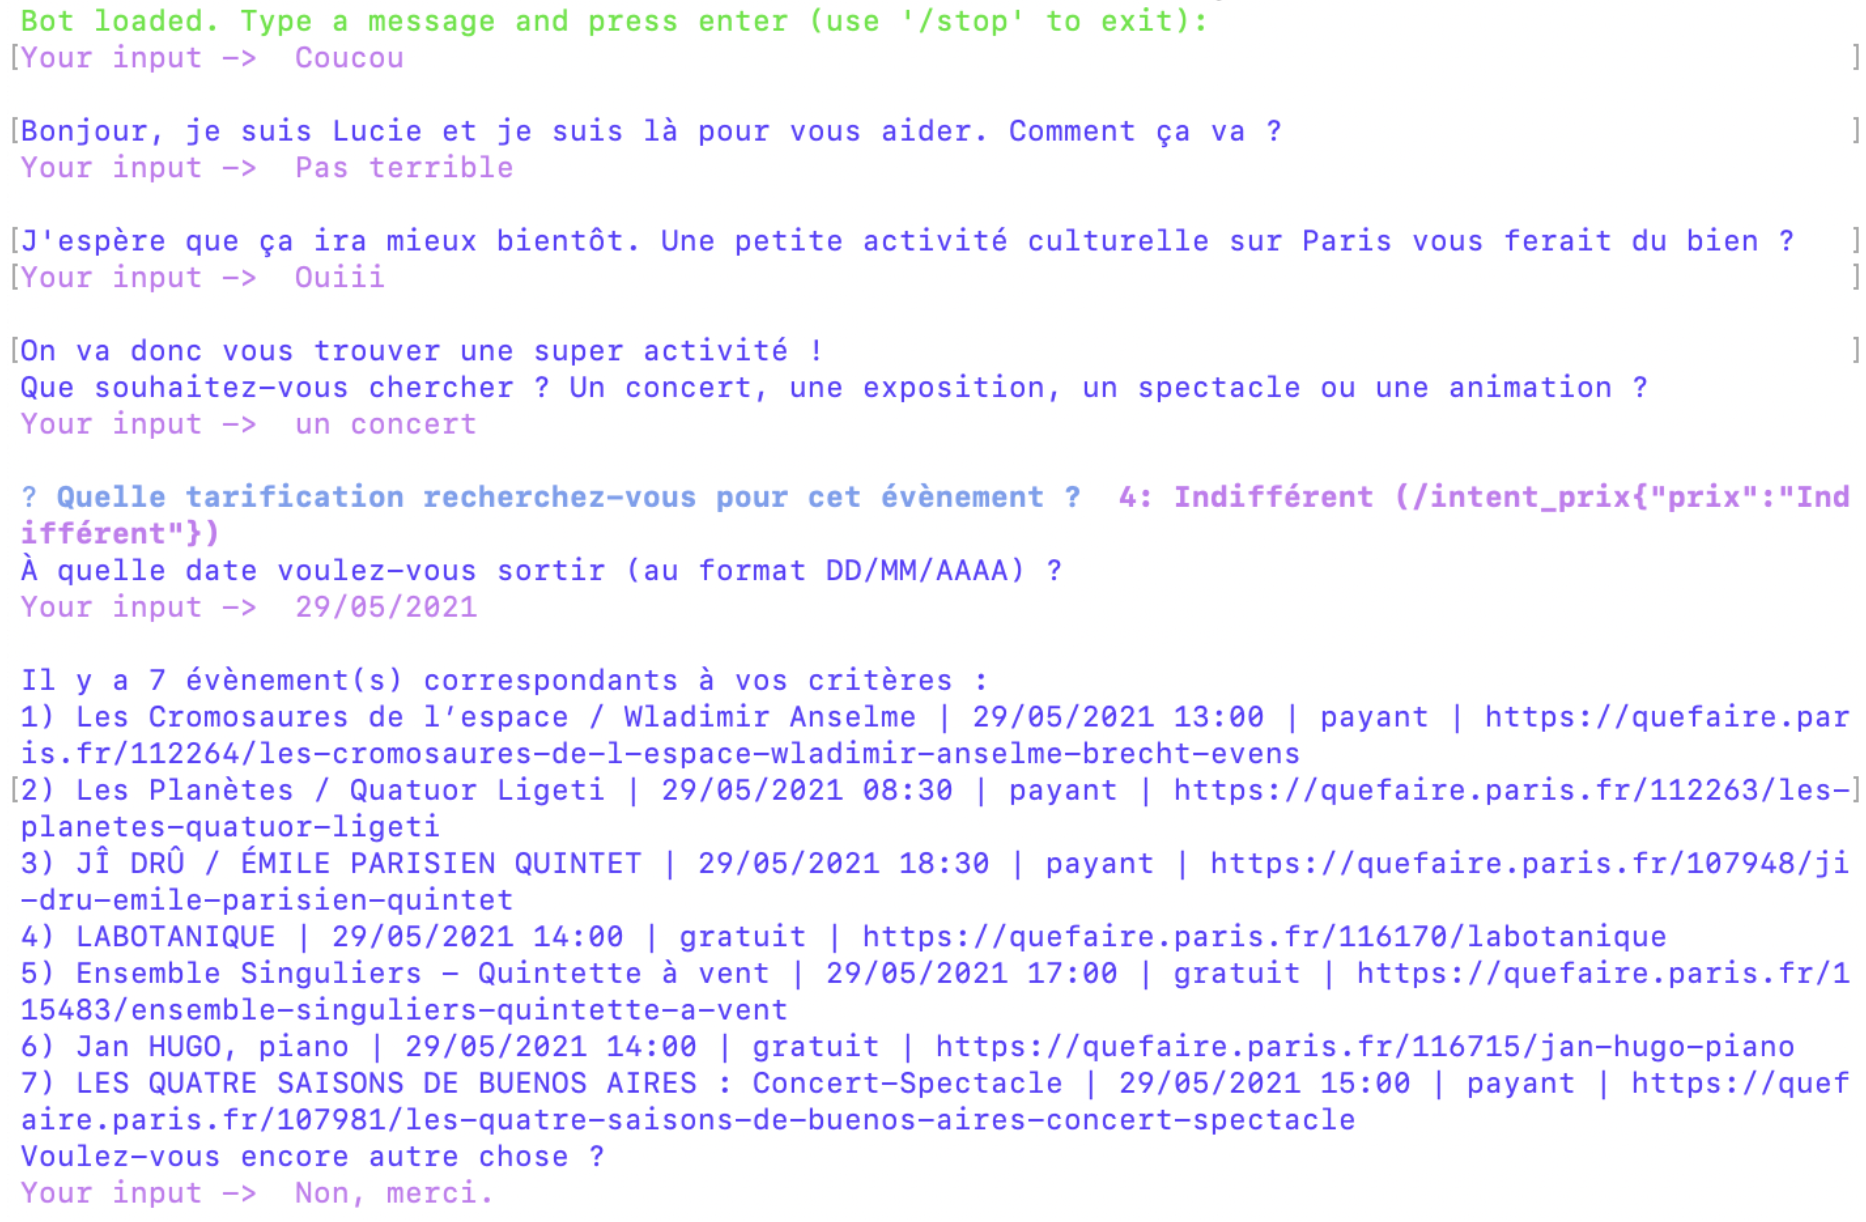 Bot loaded. Type a message and press enter (use '/stop' to exit):
[Your input ->  Coucou ]
[Bonjour, je suis Lucie et je suis là pour vous aider. Comment ça va ? ]
Your input ->  Pas terrible
[J'espère que ça ira mieux bientôt. Une petite activité culturelle sur Paris vous ferait du bien ? ]
[Your input ->  Ouiii ]
[On va donc vous trouver une super activité ! ]
Que souhaitez-vous chercher ? Un concert, une exposition, un spectacle ou une animation ?
Your input ->  un concert
? Quelle tarification recherchez-vous pour cet évènement ?  4: Indifférent (/intent_prix{"prix":"Ind
ifférent"})
À quelle date voulez-vous sortir (au format DD/MM/AAAA) ?
Your input ->  29/05/2021
Il y a 7 évènement(s) correspondants à vos critères :
1) Les Cromosaures de l’espace / Wladimir Anselme | 29/05/2021 13:00 | payant | https://quefaire.par
is.fr/112264/les-cromosaures-de-l-espace-wladimir-anselme-brecht-evens
[2) Les Planètes / Quatuor Ligeti | 29/05/2021 08:30 | payant | https://quefaire.paris.fr/112263/les-]
planetes-quatuor-ligeti
3) JÎ DRÛ / ÉMILE PARISIEN QUINTET | 29/05/2021 18:30 | payant | https://quefaire.paris.fr/107948/ji
-dru-emile-parisien-quintet
4) LABOTANIQUE | 29/05/2021 14:00 | gratuit | https://quefaire.paris.fr/116170/labotanique
5) Ensemble Singuliers – Quintette à vent | 29/05/2021 17:00 | gratuit | https://quefaire.paris.fr/1
15483/ensemble-singuliers-quintette-a-vent
6) Jan HUGO, piano | 29/05/2021 14:00 | gratuit | https://quefaire.paris.fr/116715/jan-hugo-piano
7) LES QUATRE SAISONS DE BUENOS AIRES : Concert-Spectacle | 29/05/2021 15:00 | payant | https://quef
aire.paris.fr/107981/les-quatre-saisons-de-buenos-aires-concert-spectacle
Voulez-vous encore autre chose ?
Your input ->  Non, merci.